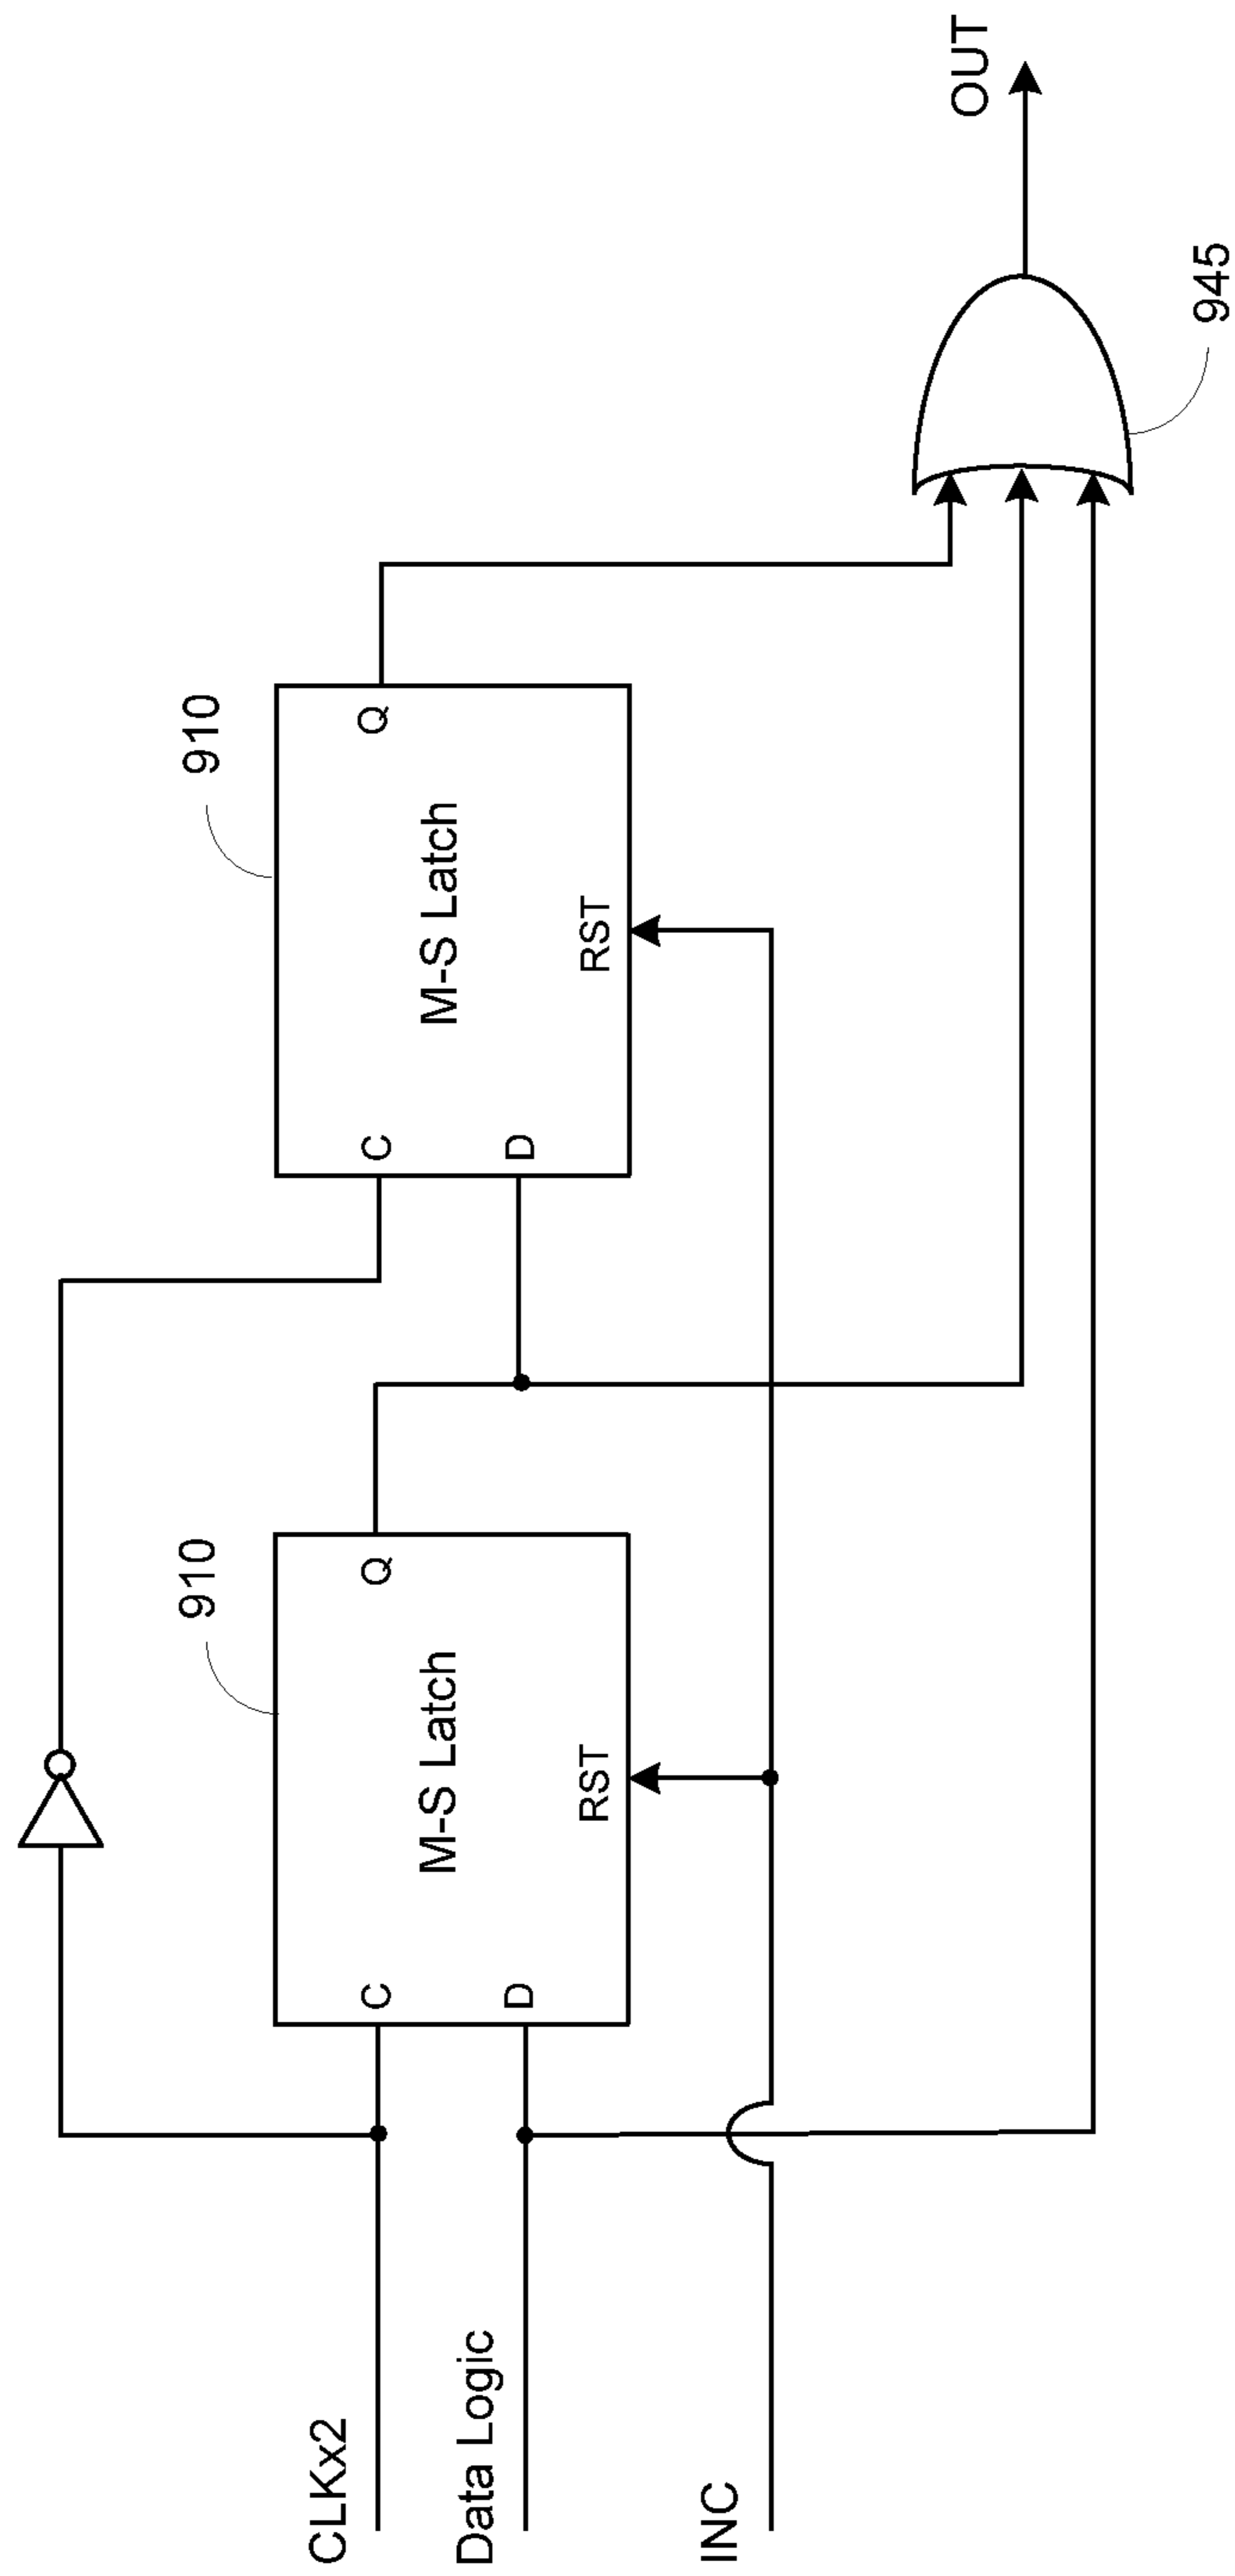 CLKx2
Data Logic
INC
910
C
D
Q
M-S Latch
RST
910
C
D
Q
M-S Latch
RST
945
OUT